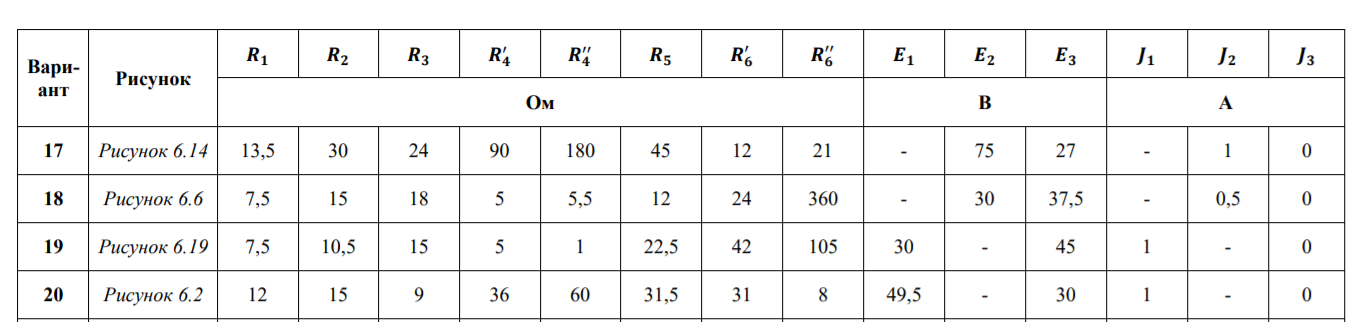 Вари-ант Рисунок R₁ R₂ R₃ R₄′ R₄″ R₅ R₆′ R₆″ E₁ E₂ E₃ J₁ J₂ J₃
Ом В А
17 Рисунок 6.14 13,5 30 24 90 180 45 12 21 - 75 27 - 1 0
18 Рисунок 6.6 7,5 15 18 5 5,5 12 24 360 - 30 37,5 - 0,5 0
19 Рисунок 6.19 7,5 10,5 15 5 1 22,5 42 105 30 - 45 1 - 0
20 Рисунок 6.2 12 15 9 36 60 31,5 31 8 49,5 - 30 1 - 0